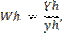 Wh = Yh/yh